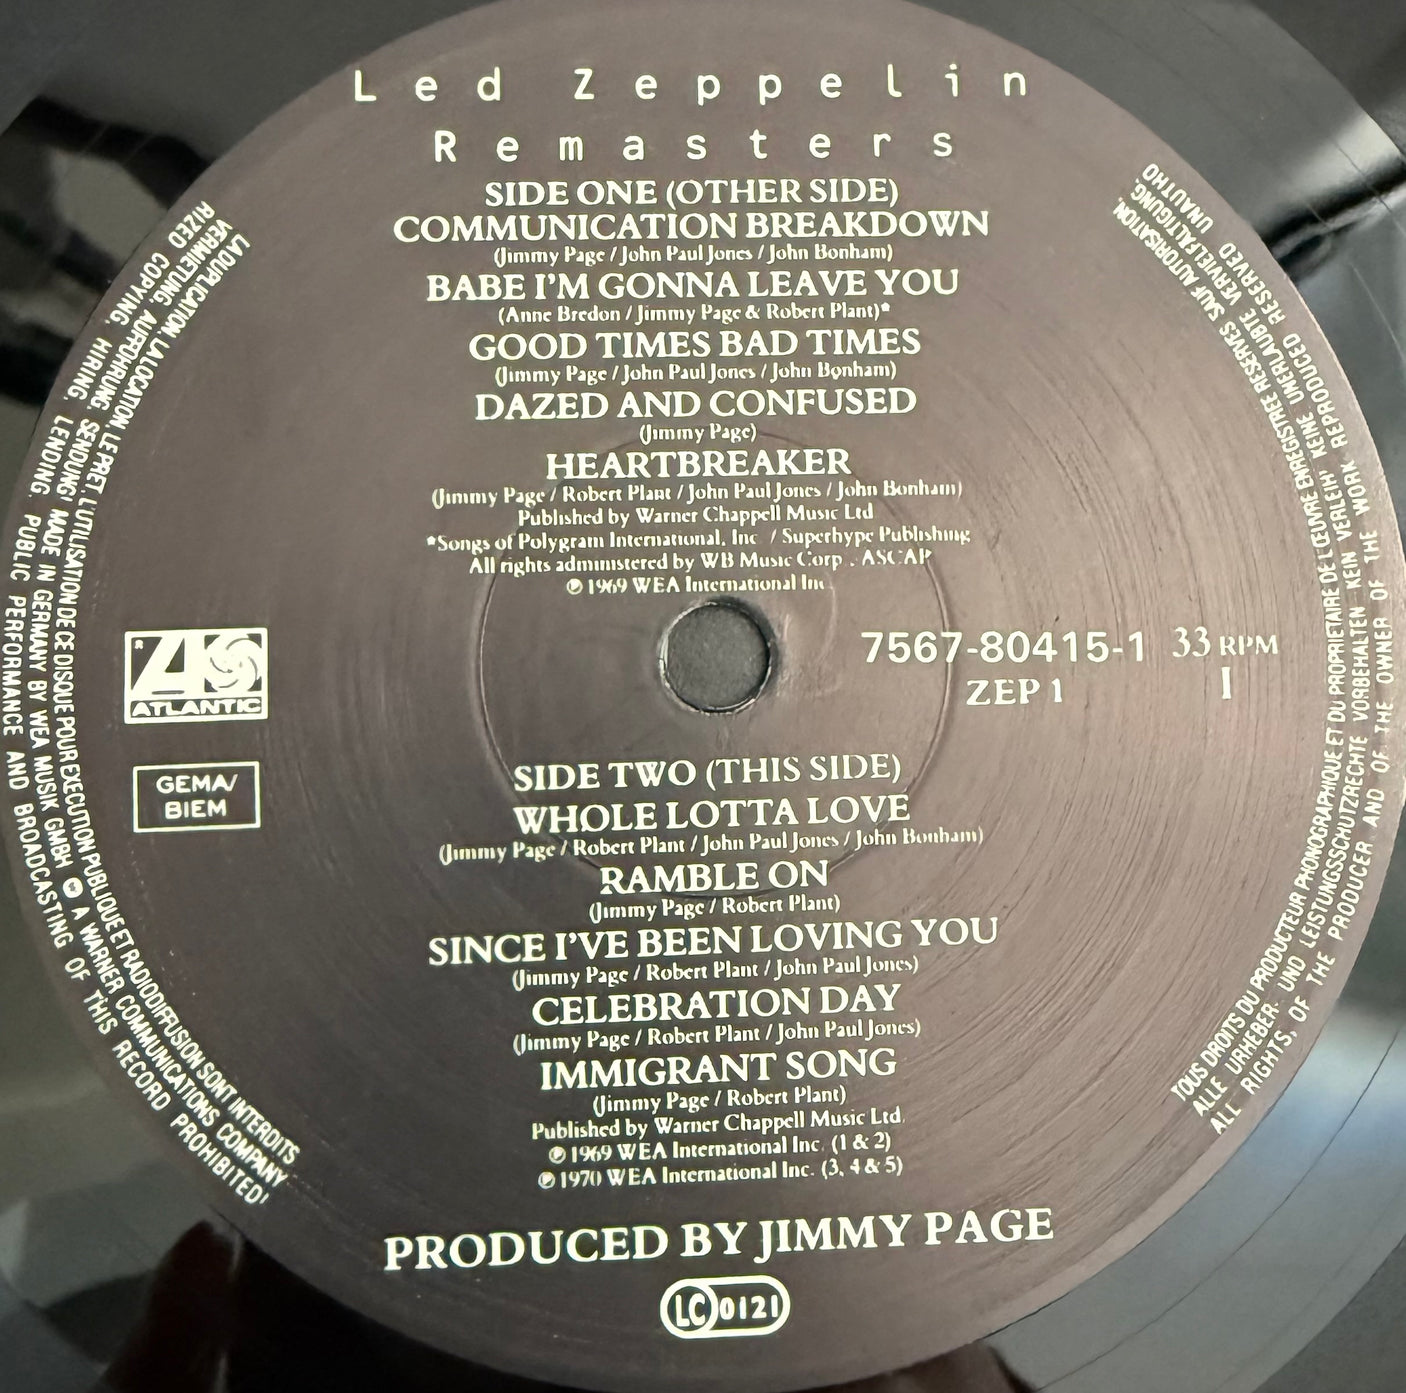 Led Zeppelin
Remasters
SIDE ONE (OTHER SIDE)
COMMUNICATION BREAKDOWN
(Jimmy Page / John Paul Jones / John Bonham)
BABE I'M GONNA LEAVE YOU
(Anne Bredon / Jimmy Page & Robert Plant)*
GOOD TIMES BAD TIMES
(Jimmy Page / John Paul Jones / John Bonham)
DAZED AND CONFUSED
(Jimmy Page)
HEARTBREAKER
(Jimmy Page / Robert Plant / John Paul Jones / John Bonham)
Published by Warner Chappell Music Ltd
*Songs of Polygram International, Inc. / Superhype Publishing
All rights administered by WB Music Corp., ASCAP
℗ 1969 WEA International Inc.
ATLANTIC
GEMA/
BIEM
7567-80415-1 33 RPM
ZEP 1 I
SIDE TWO (THIS SIDE)
WHOLE LOTTA LOVE
(Jimmy Page / Robert Plant / John Paul Jones / John Bonham)
RAMBLE ON
(Jimmy Page / Robert Plant)
SINCE I'VE BEEN LOVING YOU
(Jimmy Page / Robert Plant / John Paul Jones)
CELEBRATION DAY
(Jimmy Page / Robert Plant / John Paul Jones)
IMMIGRANT SONG
(Jimmy Page / Robert Plant)
Published by Warner Chappell Music Ltd.
℗ 1969 WEA International Inc. (1 & 2)
℗ 1970 WEA International Inc. (3, 4 & 5)
PRODUCED BY JIMMY PAGE
LC 0121
TOUS DROITS DU PRODUCTEUR PHONOGRAPHIQUE ET DU PROPRIETAIRE DE L'ŒUVRE ENREGISTREE RESERVES SAUF AUTORISATION,
LA DUPLICATION, LA LOCATION, LE PRET, L'UTILISATION DE CE DISQUE POUR EXECUTION PUBLIQUE ET RADIODIFFUSION SONT INTERDITS
ALLE URHEBER- UND LEISTUNGSSCHUTZRECHTE VORBEHALTEN KEIN VERLEIH! KEINE UNERLAUBTE VERVIELFÄLTIGUNG,
VERMIETUNG, AUFFÜHRUNG, SENDUNG! MADE IN GERMANY BY WEA MUSIK GMBH A WARNER COMMUNICATIONS COMPANY
ALL RIGHTS, OF THE PRODUCER AND OF THE OWNER OF THE WORK REPRODUCED RESERVED UNAUTHO
RIZED COPYING, HIRING, LENDING, PUBLIC PERFORMANCE AND BROADCASTING OF THIS RECORD PROHIBITED!